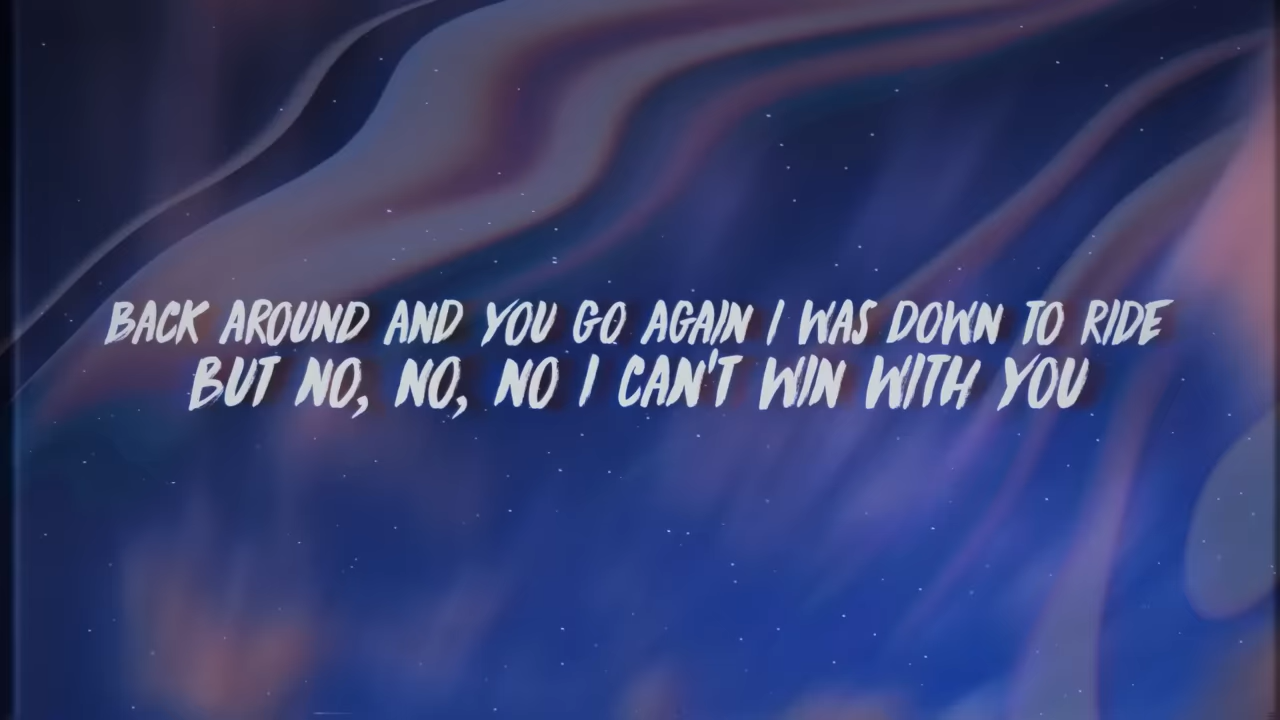 BACK AROUND AND YOU GO AGAIN I WAS DOWN TO RIDE
BUT NO, NO, NO I CAN'T WIN WITH YOU